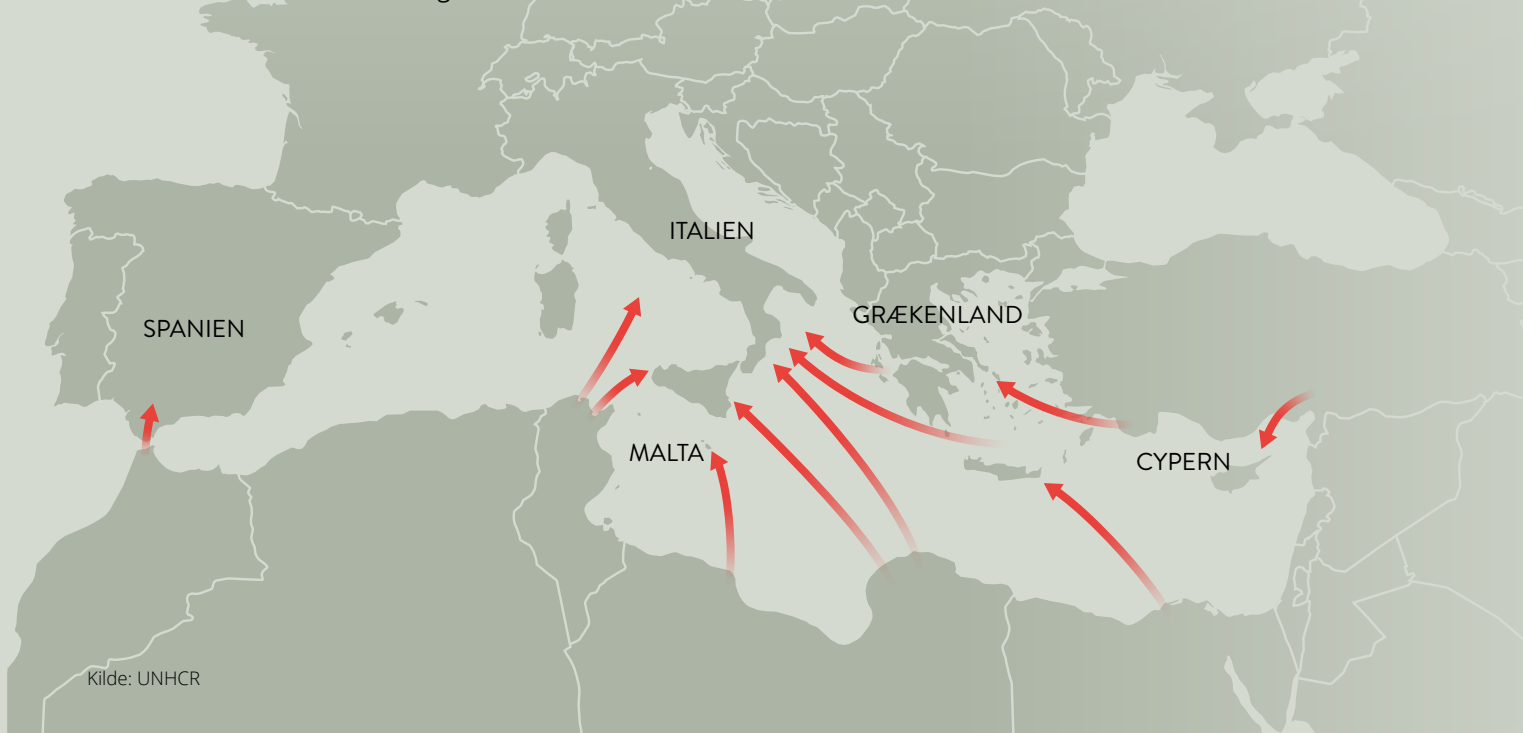 ITALIEN
GRÆKENLAND
SPANIEN
MALTA
CYPERN
Kilde: UNHCR